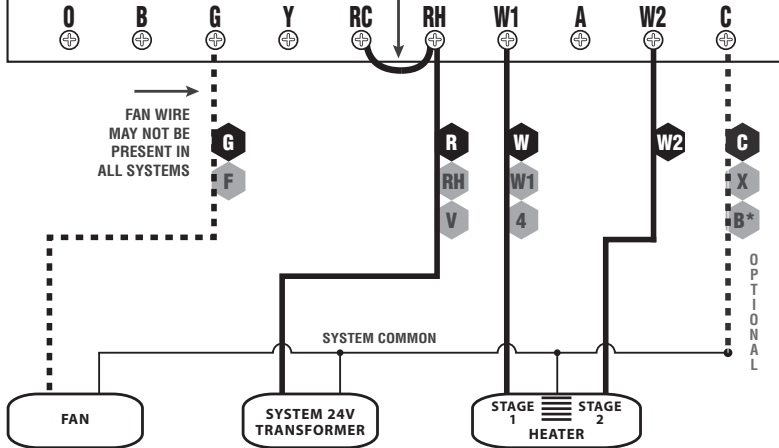 O B G Y RC RH W1 A W2 C
FAN WIRE
MAY NOT BE
PRESENT IN
ALL SYSTEMS
G R W W2 C
F RH W1 X
V 4 B*
OPTIONAL
SYSTEM COMMON
FAN
SYSTEM 24V
TRANSFORMER
STAGE
1
STAGE
2
HEATER